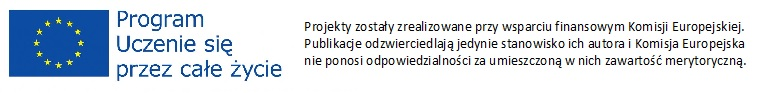 Program
Uczenie się
przez całe życie
Projekty zostały zrealizowane przy wsparciu finansowym Komisji Europejskiej.
Publikacje odzwierciedlają jedynie stanowisko ich autora i Komisja Europejska
nie ponosi odpowiedzialności za umieszczoną w nich zawartość merytoryczną.